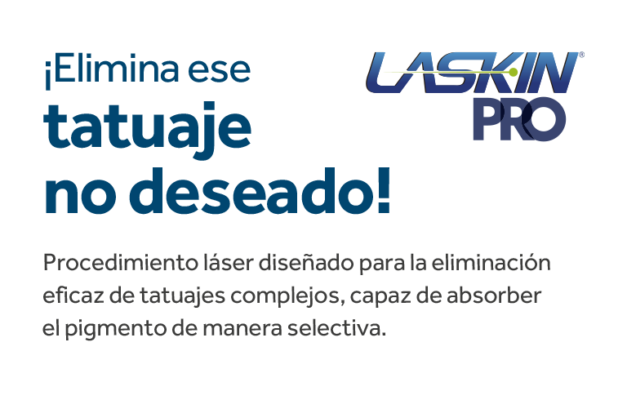 ¡Elimina ese
tatuaje
no deseado!
LASKIN®
PRO
Procedimiento láser diseñado para la eliminación
eficaz de tatuajes complejos, capaz de absorber
el pigmento de manera selectiva.